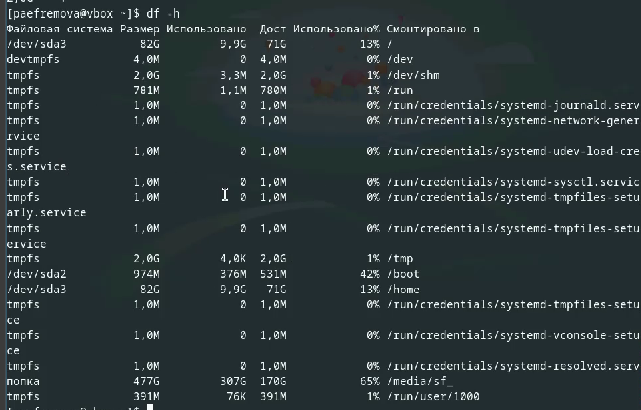 [paefremova@vbox ~]$ df -h
Файловая система Размер Использовано Дост Использовано% Смонтировано в
/dev/sda3 82G 9,9G 71G 13% /
devtmpfs 4,0M 0 4,0M 0% /dev
tmpfs 2,0G 3,3M 2,0G 1% /dev/shm
tmpfs 781M 1,1M 780M 1% /run
tmpfs 1,0M 0 1,0M 0% /run/credentials/systemd-journald.serv
tmpfs 1,0M 0 1,0M 0% /run/credentials/systemd-network-gener
rvice
tmpfs 1,0M 0 1,0M 0% /run/credentials/systemd-udev-load-cre
s.service
tmpfs 1,0M 0 1,0M 0% /run/credentials/systemd-sysctl.servic
tmpfs 1,0M 0 1,0M 0% /run/credentials/systemd-tmpfiles-setu
arly.service
tmpfs 1,0M 0 1,0M 0% /run/credentials/systemd-tmpfiles-setu
ervice
tmpfs 2,0G 4,0K 2,0G 1% /tmp
/dev/sda2 974M 376M 531M 42% /boot
/dev/sda3 82G 9,9G 71G 13% /home
tmpfs 1,0M 0 1,0M 0% /run/credentials/systemd-tmpfiles-setu
ce
tmpfs 1,0M 0 1,0M 0% /run/credentials/systemd-vconsole-setu
ce
tmpfs 1,0M 0 1,0M 0% /run/credentials/systemd-resolved.serv
попка 477G 307G 170G 65% /media/sf_
tmpfs 391M 76K 391M 1% /run/user/1000